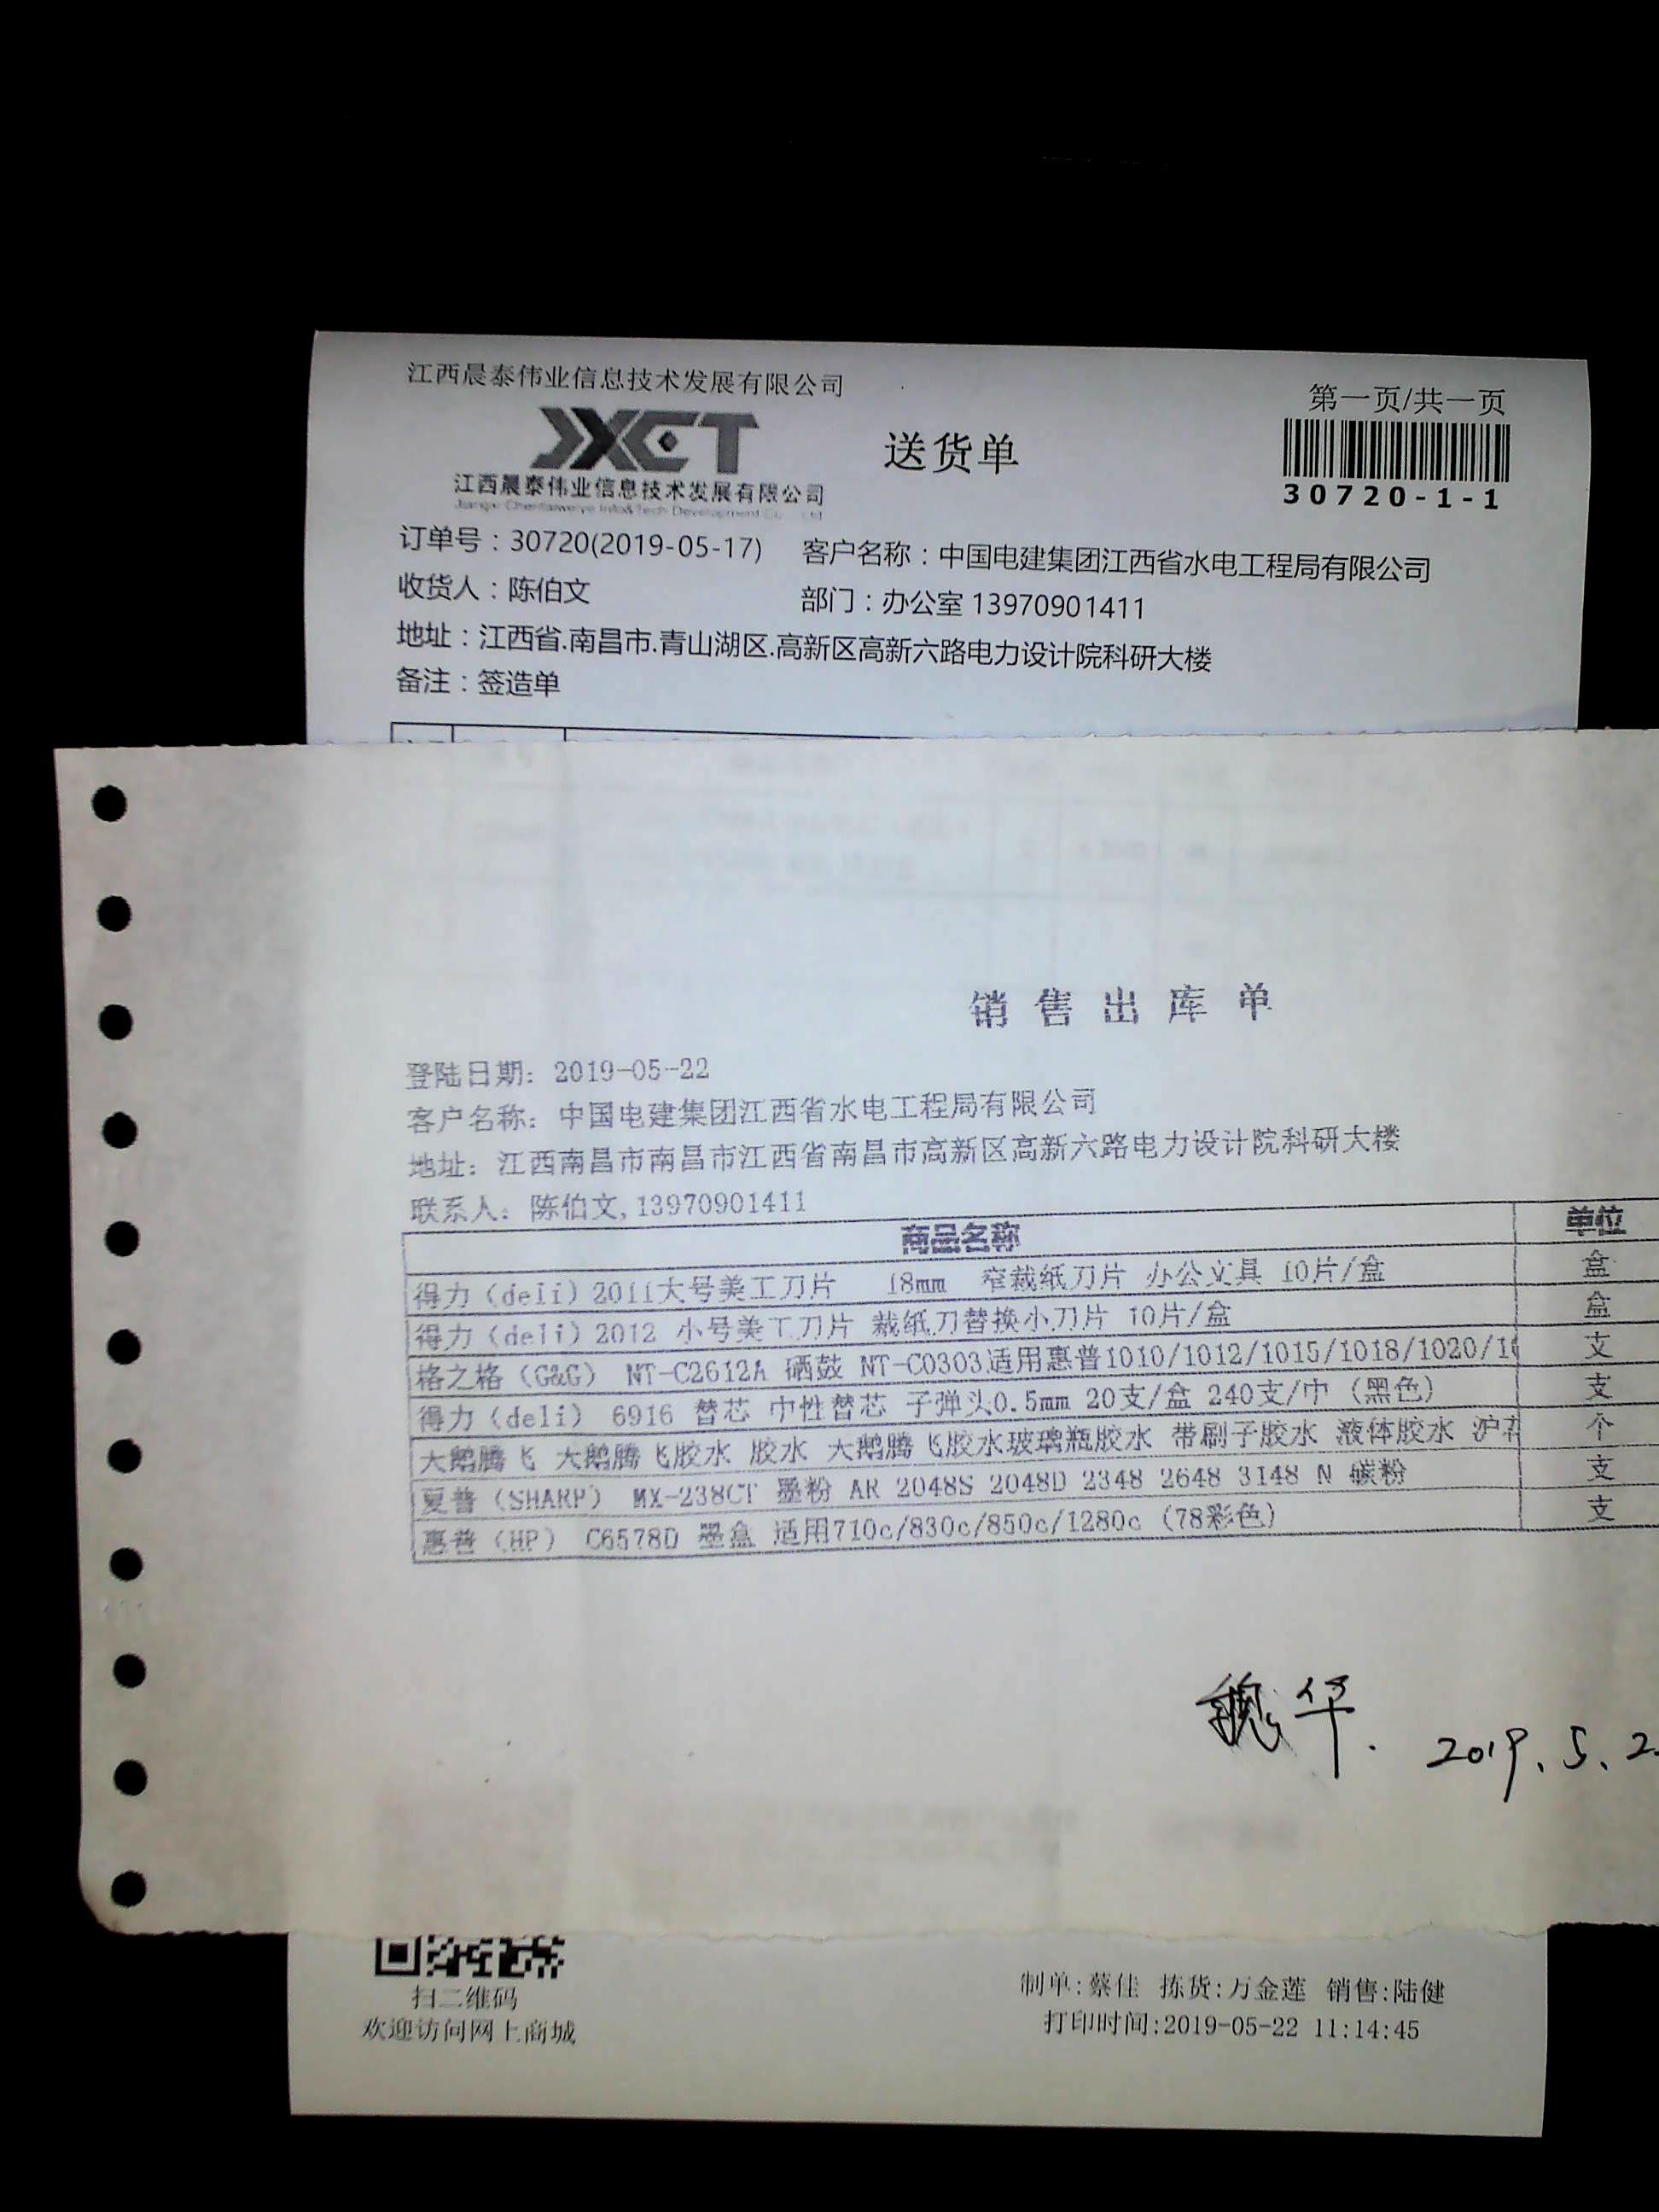 江西晨泰伟业信息技术发展有限公司
第一页/共一页
JXCT
送货单
江西晨泰伟业信息技术发展有限公司
30720-1-1
订单号：30720(2019-05-17) 客户名称：中国电建集团江西省水电工程局有限公司
收货人：陈伯文 部门：办公室 13970901411
地址：江西省.南昌市.青山湖区.高新区高新六路电力设计院科研大楼
备注：签造单
销售出库单
登陆日期：2019-05-22
客户名称：中国电建集团江西省水电工程局有限公司
地址：江西南昌市南昌市江西省南昌市高新区高新六路电力设计院科研大楼
联系人：陈伯文,13970901411
商品名称 单位
得力（deli）2011大号美工刀片 18mm 窄裁纸刀片 办公文具 10片/盒 盒
得力（deli）2012 小号美工刀片 裁纸刀替换小刀片 10片/盒 盒
格之格（G&G） NT-C2612A 硒鼓 NT-C0303适用惠普1010/1012/1015/1018/1020/ 支
得力（deli） 6916 替芯 中性替芯 子弹头0.5mm 20支/盒 240支/巾（黑色） 支
大鹅腾飞 大鹅腾飞胶水 胶水 大鹅腾飞胶水玻璃瓶胶水 带刷子胶水 液体胶水 沪 个
夏普（SHARP） MX-238CT 墨粉 AR 2048S 2048D 2348 2648 3148 N 碳粉 支
惠普（HP） C6578D 墨盒 适用710c/830c/850c/1280c（78彩色） 支
魏华.
2019.5.2
扫二维码
欢迎访问网上商城
制单:蔡佳 拣货:万金莲 销售:陆健
打印时间:2019-05-22 11:14:45